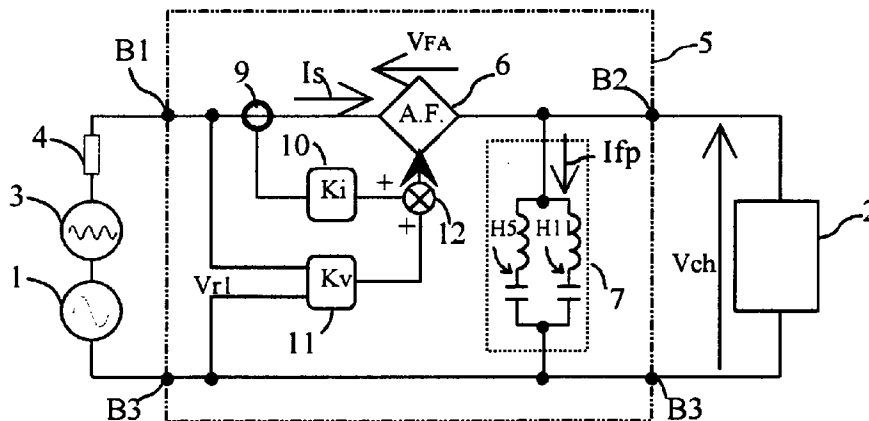 B1
VFA
5
9
Is
6
B2
A.F.
4
10
Ifp
Ki
+
3
12
+
H5
H11
2
1
Vr1
Kv
7
Vch
11
B3
B3